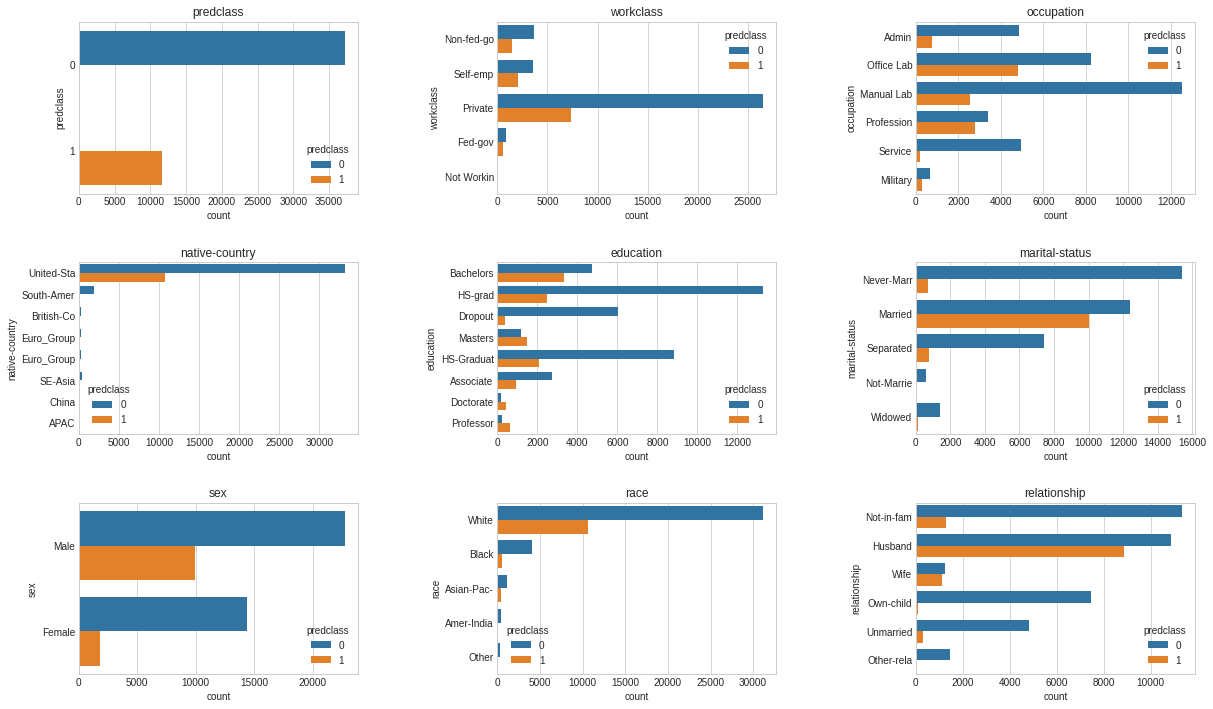 predclass
predclass
0
1
predclass
0
1
0 5000 10000 15000 20000 25000 30000 35000
count
workclass
workclass
Non-fed-go
Self-emp
Private
Fed-gov
Not Workin
predclass
0
1
0 5000 10000 15000 20000 25000
count
occupation
occupation
Admin
Office Lab
Manual Lab
Profession
Service
Military
predclass
0
1
0 2000 4000 6000 8000 10000 12000
count
native-country
native-country
United-Sta
South-Amer
British-Co
Euro_Group
Euro_Group
SE-Asia
China
APAC
predclass
0
1
0 5000 10000 15000 20000 25000 30000
count
education
education
Bachelors
HS-grad
Dropout
Masters
HS-Graduat
Associate
Doctorate
Professor
predclass
0
1
0 2000 4000 6000 8000 10000 12000
count
marital-status
marital-status
Never-Marr
Married
Separated
Not-Marrie
Widowed
predclass
0
1
0 2000 4000 6000 8000 10000 12000 14000 16000
count
sex
sex
Male
Female
predclass
0
1
0 5000 10000 15000 20000
count
race
race
White
Black
Asian-Pac-
Amer-India
Other
predclass
0
1
0 5000 10000 15000 20000 25000 30000
count
relationship
relationship
Not-in-fam
Husband
Wife
Own-child
Unmarried
Other-rela
predclass
0
1
0 2000 4000 6000 8000 10000
count